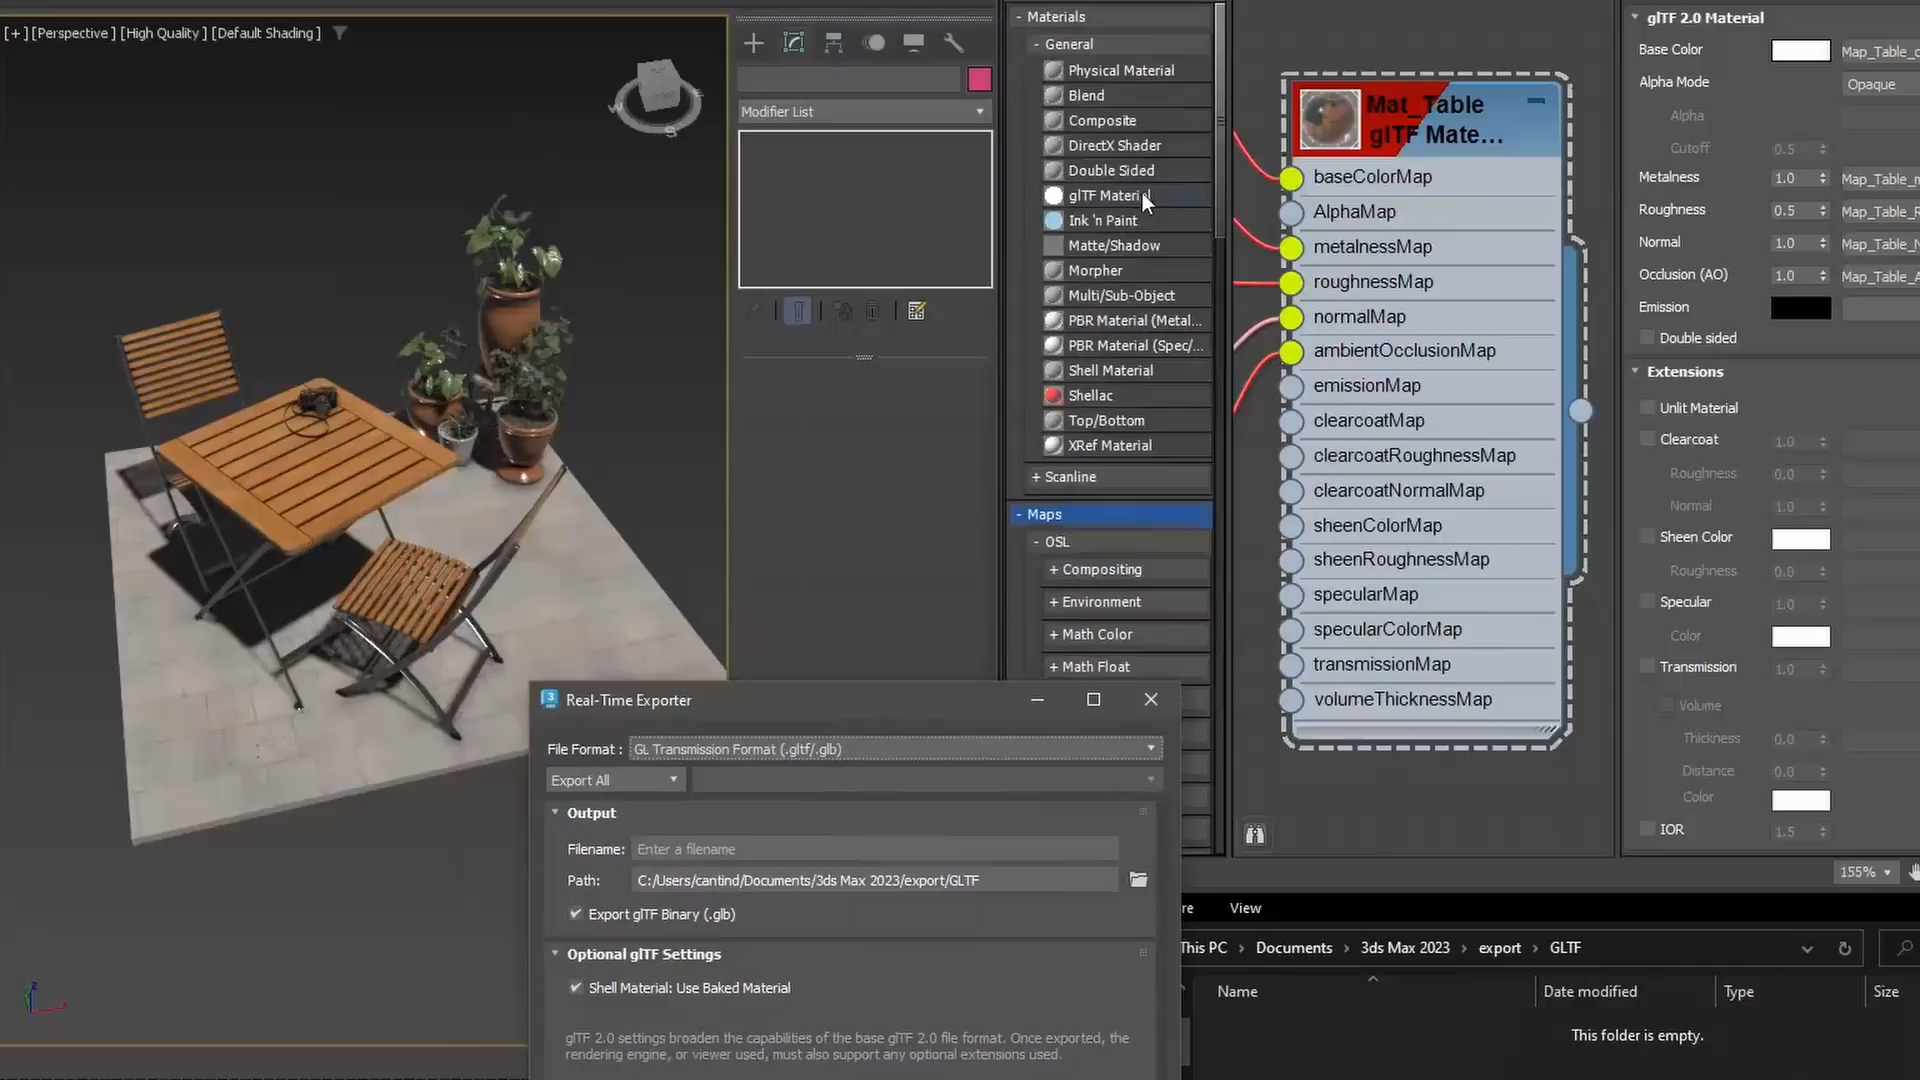 [+] [Perspective ] [High Quality ] [Default Shading ]
Modifier List
- Materials
- General
Physical Material
Blend
Composite
DirectX Shader
Double Sided
glTF Material
Ink 'n Paint
Matte/Shadow
Morpher
Multi/Sub-Object
PBR Material (Metal...
PBR Material (Spec/...
Shell Material
Shellac
Top/Bottom
XRef Material
+ Scanline
- Maps
- OSL
+ Compositing
+ Environment
+ Math Color
+ Math Float
Mat_Table
glTF Mate...
baseColorMap
AlphaMap
metalnessMap
roughnessMap
normalMap
ambientOcclusionMap
emissionMap
clearcoatMap
clearcoatRoughnessMap
clearcoatNormalMap
sheenColorMap
sheenRoughnessMap
specularMap
specularColorMap
transmissionMap
volumeThicknessMap
glTF 2.0 Material
Base Color Map_Table_c
Alpha Mode Opaque
Alpha
Cutoff 0.5
Metalness 1.0 Map_Table_r
Roughness 0.5 Map_Table_R
Normal 1.0 Map_Table_N
Occlusion (AO) 1.0 Map_Table_A
Emission
Double sided
Extensions
Unlit Material
Clearcoat 1.0
Roughness 0.0
Normal 1.0
Sheen Color
Roughness 0.0
Specular 1.0
Color
Transmission 1.0
Volume
Thickness 0.0
Distance 0.0
Color
IOR 1.5
155%
Real-Time Exporter
File Format : GL Transmission Format (.gltf/.glb)
Export All
Output
Filename: Enter a filename
Path: C:/Users/cantind/Documents/3ds Max 2023/export/GLTF
Export glTF Binary (.glb)
Optional glTF Settings
Shell Material: Use Baked Material
glTF 2.0 settings broaden the capabilities of the base glTF 2.0 file format. Once exported, the
rendering engine, or viewer used, must also support any optional extensions used.
re View
This PC > Documents > 3ds Max 2023 > export > GLTF
Name Date modified Type Size
This folder is empty.